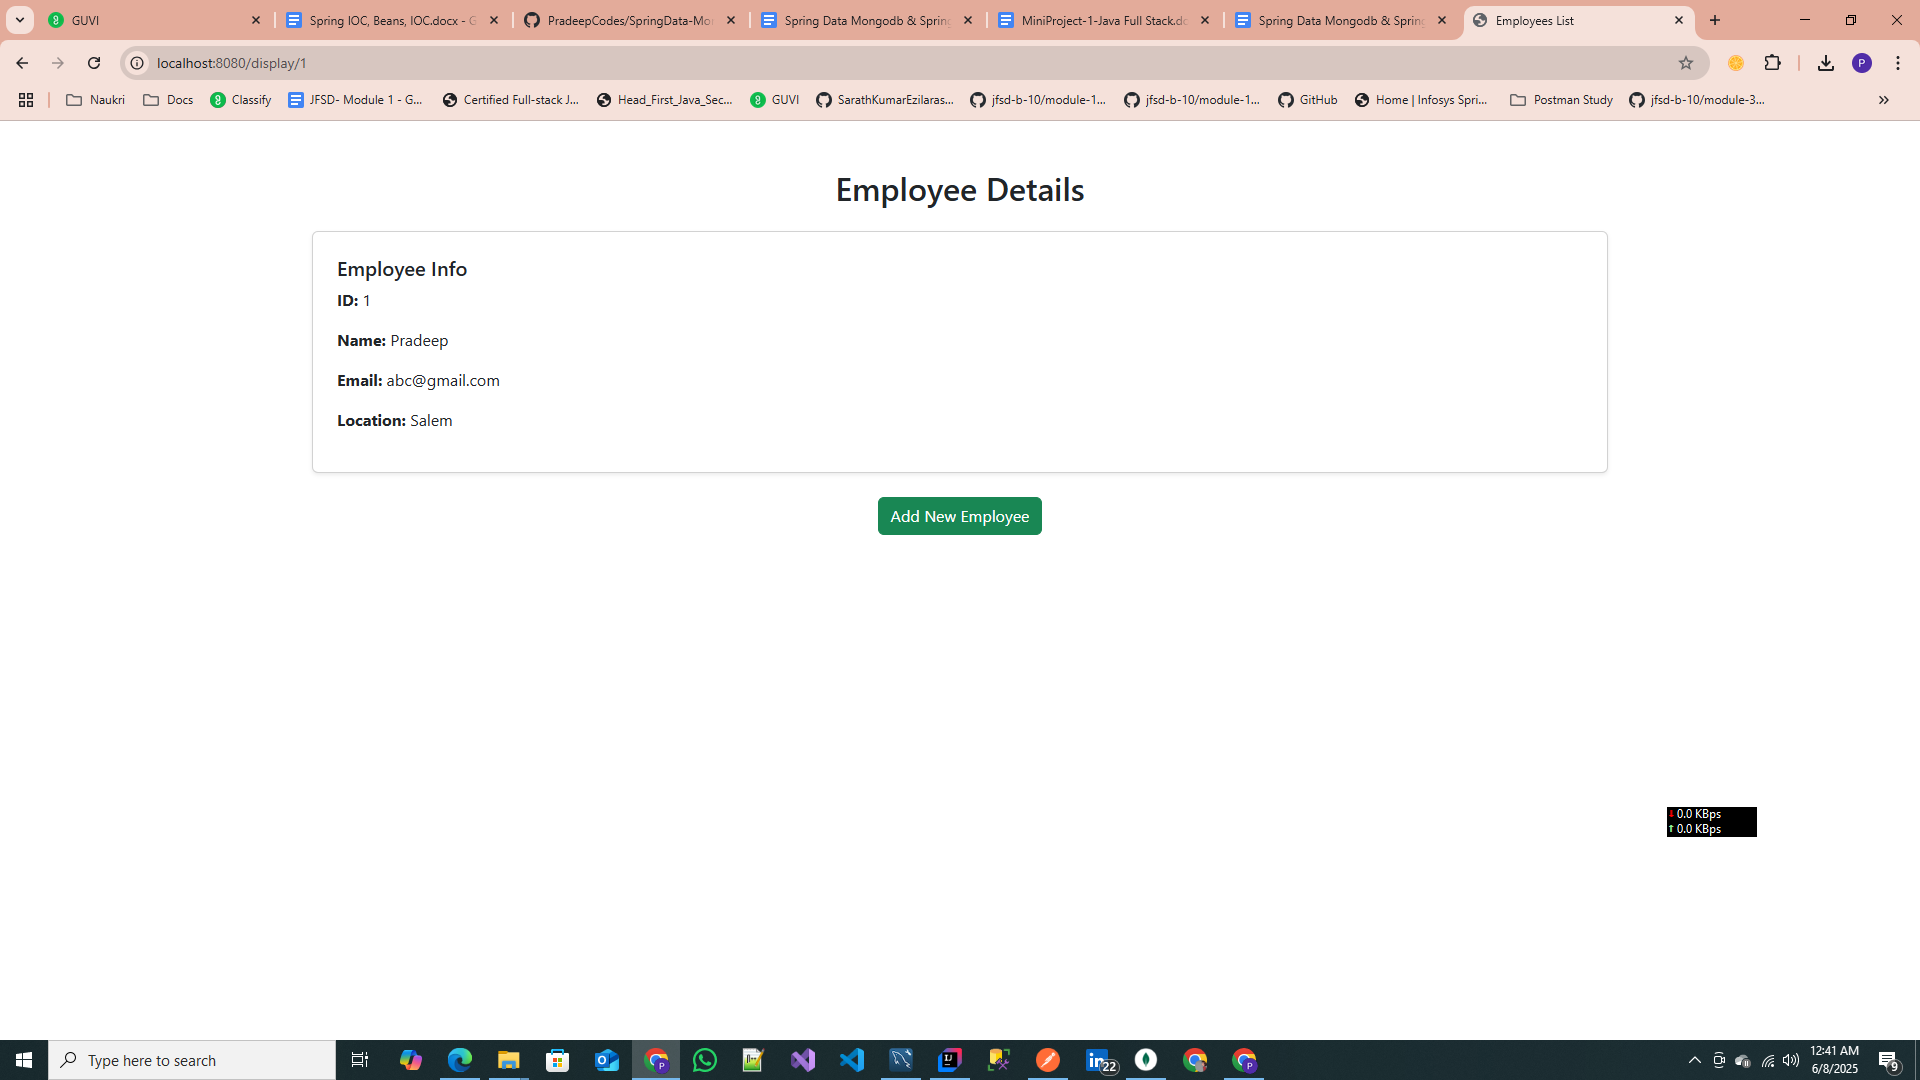 GUVI
Spring IOC, Beans, IOC.docx - G
PradeepCodes/SpringData-Mon
Spring Data Mongodb & Spring
MiniProject-1-Java Full Stack.do
Spring Data Mongodb & Spring
Employees List
localhost:8080/display/1
P
Naukri
Docs
Classify
JFSD- Module 1 - G...
Certified Full-stack J...
Head_First_Java_Sec...
GUVI
SarathKumarEzilaras...
jfsd-b-10/module-1...
jfsd-b-10/module-1...
GitHub
Home | Infosys Spri...
Postman Study
jfsd-b-10/module-3...
Employee Details
Employee Info
ID: 1
Name: Pradeep
Email: abc@gmail.com
Location: Salem
Add New Employee
0.0 KBps
0.0 KBps
Type here to search
22
12:41 AM
6/8/2025
9